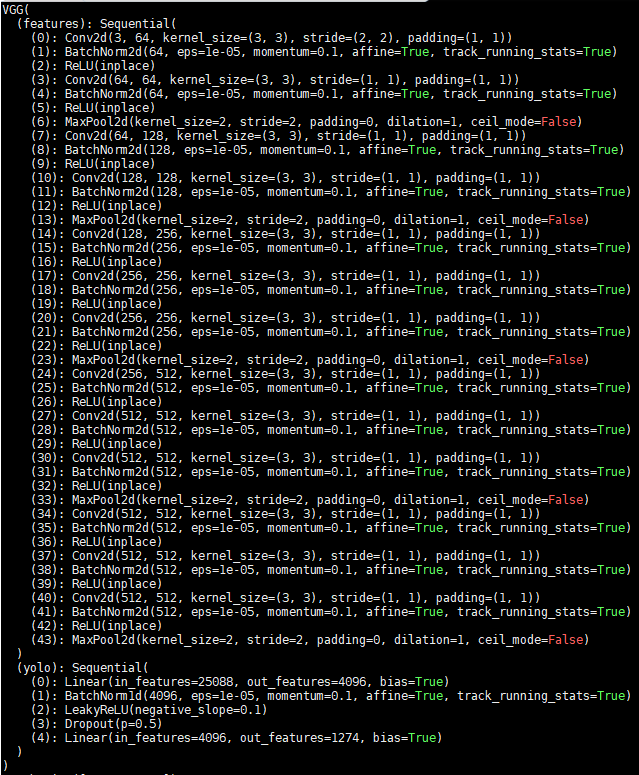 VGG(
  (features): Sequential(
    (0): Conv2d(3, 64, kernel_size=(3, 3), stride=(2, 2), padding=(1, 1))
    (1): BatchNorm2d(64, eps=1e-05, momentum=0.1, affine=True, track_running_stats=True)
    (2): ReLU(inplace)
    (3): Conv2d(64, 64, kernel_size=(3, 3), stride=(1, 1), padding=(1, 1))
    (4): BatchNorm2d(64, eps=1e-05, momentum=0.1, affine=True, track_running_stats=True)
    (5): ReLU(inplace)
    (6): MaxPool2d(kernel_size=2, stride=2, padding=0, dilation=1, ceil_mode=False)
    (7): Conv2d(64, 128, kernel_size=(3, 3), stride=(1, 1), padding=(1, 1))
    (8): BatchNorm2d(128, eps=1e-05, momentum=0.1, affine=True, track_running_stats=True)
    (9): ReLU(inplace)
    (10): Conv2d(128, 128, kernel_size=(3, 3), stride=(1, 1), padding=(1, 1))
    (11): BatchNorm2d(128, eps=1e-05, momentum=0.1, affine=True, track_running_stats=True)
    (12): ReLU(inplace)
    (13): MaxPool2d(kernel_size=2, stride=2, padding=0, dilation=1, ceil_mode=False)
    (14): Conv2d(128, 256, kernel_size=(3, 3), stride=(1, 1), padding=(1, 1))
    (15): BatchNorm2d(256, eps=1e-05, momentum=0.1, affine=True, track_running_stats=True)
    (16): ReLU(inplace)
    (17): Conv2d(256, 256, kernel_size=(3, 3), stride=(1, 1), padding=(1, 1))
    (18): BatchNorm2d(256, eps=1e-05, momentum=0.1, affine=True, track_running_stats=True)
    (19): ReLU(inplace)
    (20): Conv2d(256, 256, kernel_size=(3, 3), stride=(1, 1), padding=(1, 1))
    (21): BatchNorm2d(256, eps=1e-05, momentum=0.1, affine=True, track_running_stats=True)
    (22): ReLU(inplace)
    (23): MaxPool2d(kernel_size=2, stride=2, padding=0, dilation=1, ceil_mode=False)
    (24): Conv2d(256, 512, kernel_size=(3, 3), stride=(1, 1), padding=(1, 1))
    (25): BatchNorm2d(512, eps=1e-05, momentum=0.1, affine=True, track_running_stats=True)
    (26): ReLU(inplace)
    (27): Conv2d(512, 512, kernel_size=(3, 3), stride=(1, 1), padding=(1, 1))
    (28): BatchNorm2d(512, eps=1e-05, momentum=0.1, affine=True, track_running_stats=True)
    (29): ReLU(inplace)
    (30): Conv2d(512, 512, kernel_size=(3, 3), stride=(1, 1), padding=(1, 1))
    (31): BatchNorm2d(512, eps=1e-05, momentum=0.1, affine=True, track_running_stats=True)
    (32): ReLU(inplace)
    (33): MaxPool2d(kernel_size=2, stride=2, padding=0, dilation=1, ceil_mode=False)
    (34): Conv2d(512, 512, kernel_size=(3, 3), stride=(1, 1), padding=(1, 1))
    (35): BatchNorm2d(512, eps=1e-05, momentum=0.1, affine=True, track_running_stats=True)
    (36): ReLU(inplace)
    (37): Conv2d(512, 512, kernel_size=(3, 3), stride=(1, 1), padding=(1, 1))
    (38): BatchNorm2d(512, eps=1e-05, momentum=0.1, affine=True, track_running_stats=True)
    (39): ReLU(inplace)
    (40): Conv2d(512, 512, kernel_size=(3, 3), stride=(1, 1), padding=(1, 1))
    (41): BatchNorm2d(512, eps=1e-05, momentum=0.1, affine=True, track_running_stats=True)
    (42): ReLU(inplace)
    (43): MaxPool2d(kernel_size=2, stride=2, padding=0, dilation=1, ceil_mode=False)
  )
  (yolo): Sequential(
    (0): Linear(in_features=25088, out_features=4096, bias=True)
    (1): BatchNorm1d(4096, eps=1e-05, momentum=0.1, affine=True, track_running_stats=True)
    (2): LeakyReLU(negative_slope=0.1)
    (3): Dropout(p=0.5)
    (4): Linear(in_features=4096, out_features=1274, bias=True)
  )
)